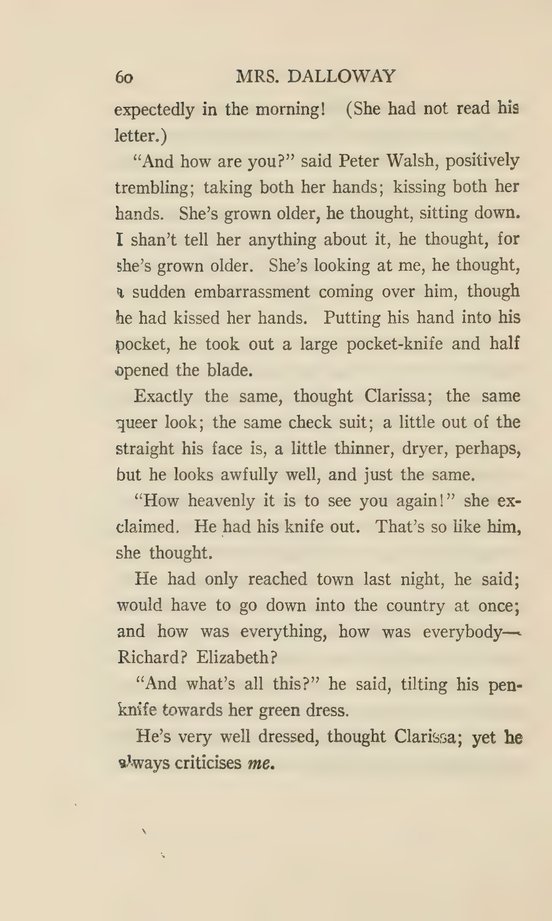 60 MRS. DALLOWAY
expectedly in the morning! (She had not read his
letter.)
"And how are you?" said Peter Walsh, positively
trembling; taking both her hands; kissing both her
hands. She's grown older, he thought, sitting down.
I shan't tell her anything about it, he thought, for
she's grown older. She's looking at me, he thought,
a sudden embarrassment coming over him, though
he had kissed her hands. Putting his hand into his
pocket, he took out a large pocket-knife and half
opened the blade.
Exactly the same, thought Clarissa; the same
queer look; the same check suit; a little out of the
straight his face is, a little thinner, dryer, perhaps,
but he looks awfully well, and just the same.
"How heavenly it is to see you again!" she ex-
claimed. He had his knife out. That's so like him,
she thought.
He had only reached town last night, he said;
would have to go down into the country at once;
and how was everything, how was everybody—
Richard? Elizabeth?
"And what's all this?" he said, tilting his pen-
knife towards her green dress.
He's very well dressed, thought Clarissa; yet he
always criticises me.